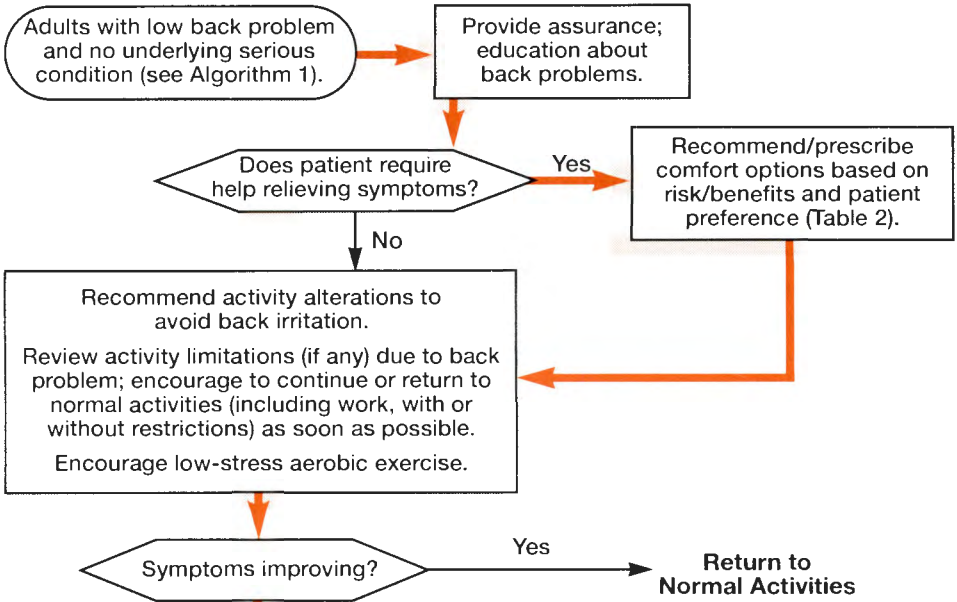 Adults with low back problem
and no underlying serious
condition (see Algorithm 1).
Provide assurance;
education about
back problems.
Does patient require
help relieving symptoms?
Yes
Recommend/prescribe
comfort options based on
risk/benefits and patient
preference (Table 2).
No
Recommend activity alterations to
avoid back irritation.
Review activity limitations (if any) due to back
problem; encourage to continue or return to
normal activities (including work, with or
without restrictions) as soon as possible.
Encourage low-stress aerobic exercise.
Symptoms improving?
Yes
Return to
Normal Activities